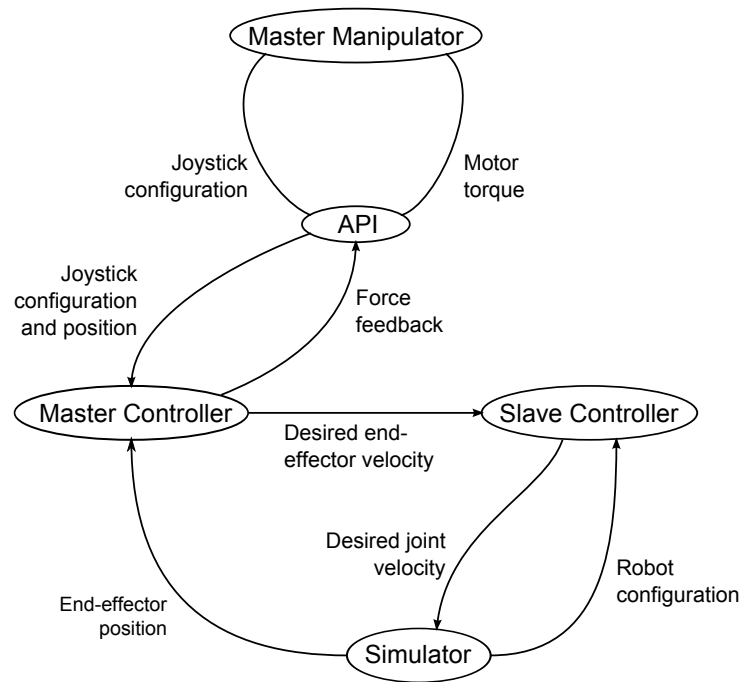 Master Manipulator
Joystick
configuration
Motor
torque
API
Joystick
configuration
and position
Force
feedback
Master Controller
Slave Controller
Desired end-
effector velocity
Desired joint
velocity
Robot
configuration
End-effector
position
Simulator